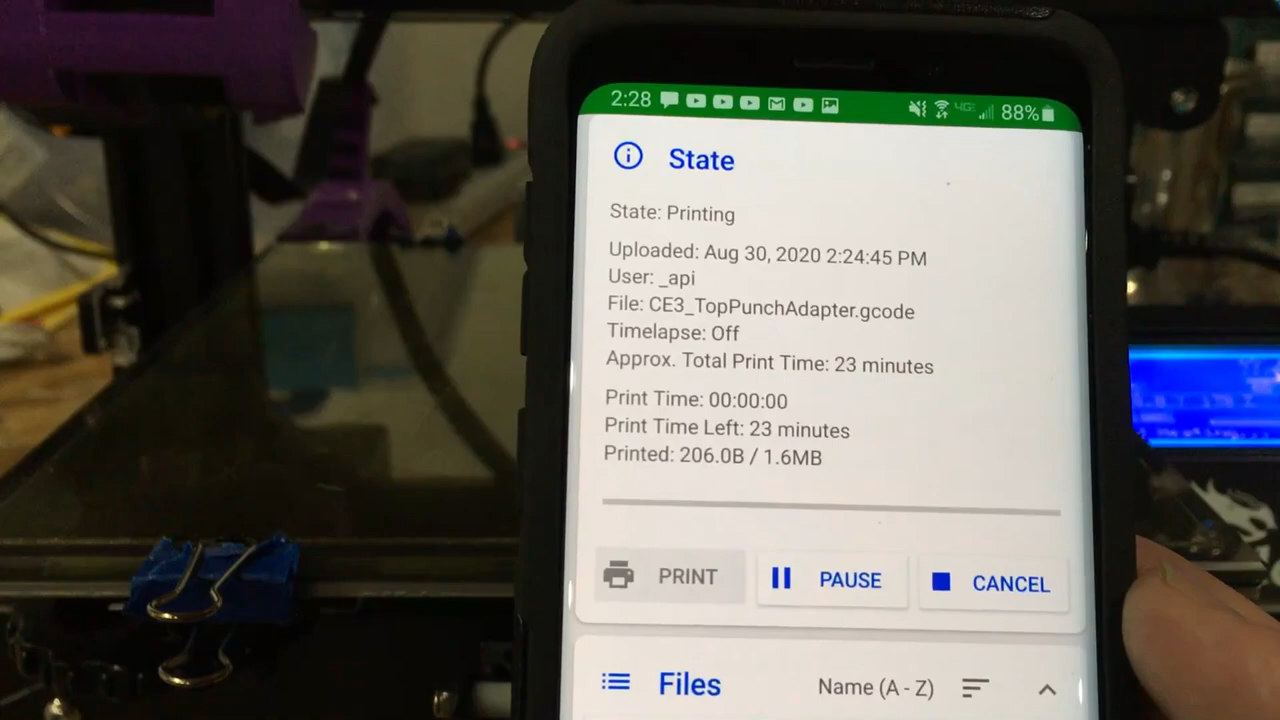 2:28 4GE 88%
State
State: Printing
Uploaded: Aug 30, 2020 2:24:45 PM
User: _api
File: CE3_TopPunchAdapter.gcode
Timelapse: Off
Approx. Total Print Time: 23 minutes
Print Time: 00:00:00
Print Time Left: 23 minutes
Printed: 206.0B / 1.6MB
PRINT PAUSE CANCEL
Files Name (A - Z)